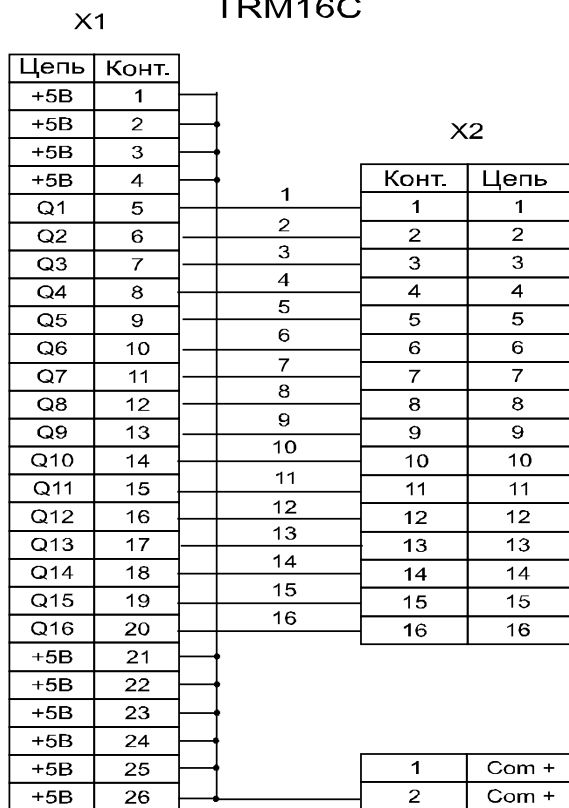 TRM16C
X1
Цепь Конт.
+5В 1
+5В 2
+5В 3
+5В 4
Q1 5
Q2 6
Q3 7
Q4 8
Q5 9
Q6 10
Q7 11
Q8 12
Q9 13
Q10 14
Q11 15
Q12 16
Q13 17
Q14 18
Q15 19
Q16 20
+5В 21
+5В 22
+5В 23
+5В 24
+5В 25
+5В 26
1
2
3
4
5
6
7
8
9
10
11
12
13
14
15
16
X2
Конт. Цепь
1 1
2 2
3 3
4 4
5 5
6 6
7 7
8 8
9 9
10 10
11 11
12 12
13 13
14 14
15 15
16 16
1 Com +
2 Com +